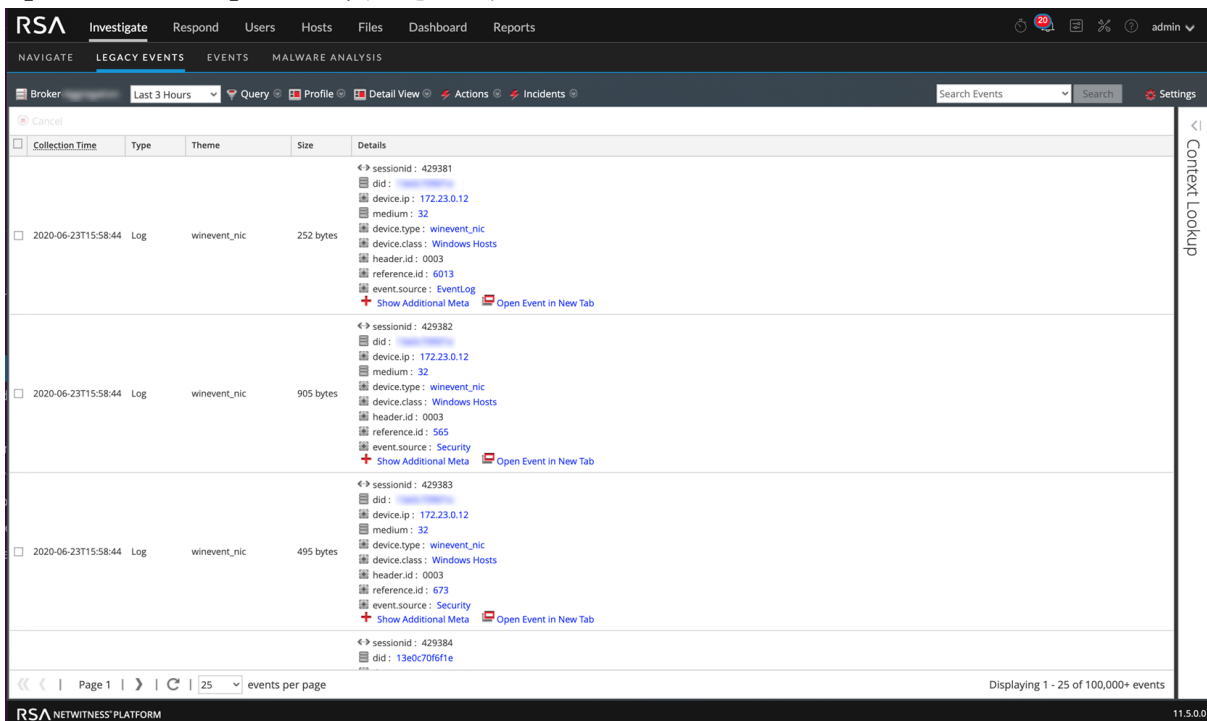 RSA Investigate Respond Users Hosts Files Dashboard Reports 20 admin
NAVIGATE LEGACY EVENTS EVENTS MALWARE ANALYSIS
Broker Last 3 Hours Query Profile Detail View Actions Incidents Search Events Search Settings
Cancel
Context Lookup
Collection Time Type Theme Size Details
sessionid : 429381
did :
device.ip : 172.23.0.12
medium : 32
device.type : winevent_nic
2020-06-23T15:58:44 Log winevent_nic 252 bytes
device.class : Windows Hosts
header.id : 0003
reference.id : 6013
event.source : EventLog
Show Additional Meta Open Event in New Tab
sessionid : 429382
did :
device.ip : 172.23.0.12
medium : 32
device.type : winevent_nic
2020-06-23T15:58:44 Log winevent_nic 905 bytes
device.class : Windows Hosts
header.id : 0003
reference.id : 565
event.source : Security
Show Additional Meta Open Event in New Tab
sessionid : 429383
did :
device.ip : 172.23.0.12
medium : 32
device.type : winevent_nic
2020-06-23T15:58:44 Log winevent_nic 495 bytes
device.class : Windows Hosts
header.id : 0003
reference.id : 673
event.source : Security
Show Additional Meta Open Event in New Tab
sessionid : 429384
did : 13e0c70f6f1e
Page 1 25 events per page Displaying 1 - 25 of 100,000+ events
RSA NETWITNESS® PLATFORM 11.5.0.0